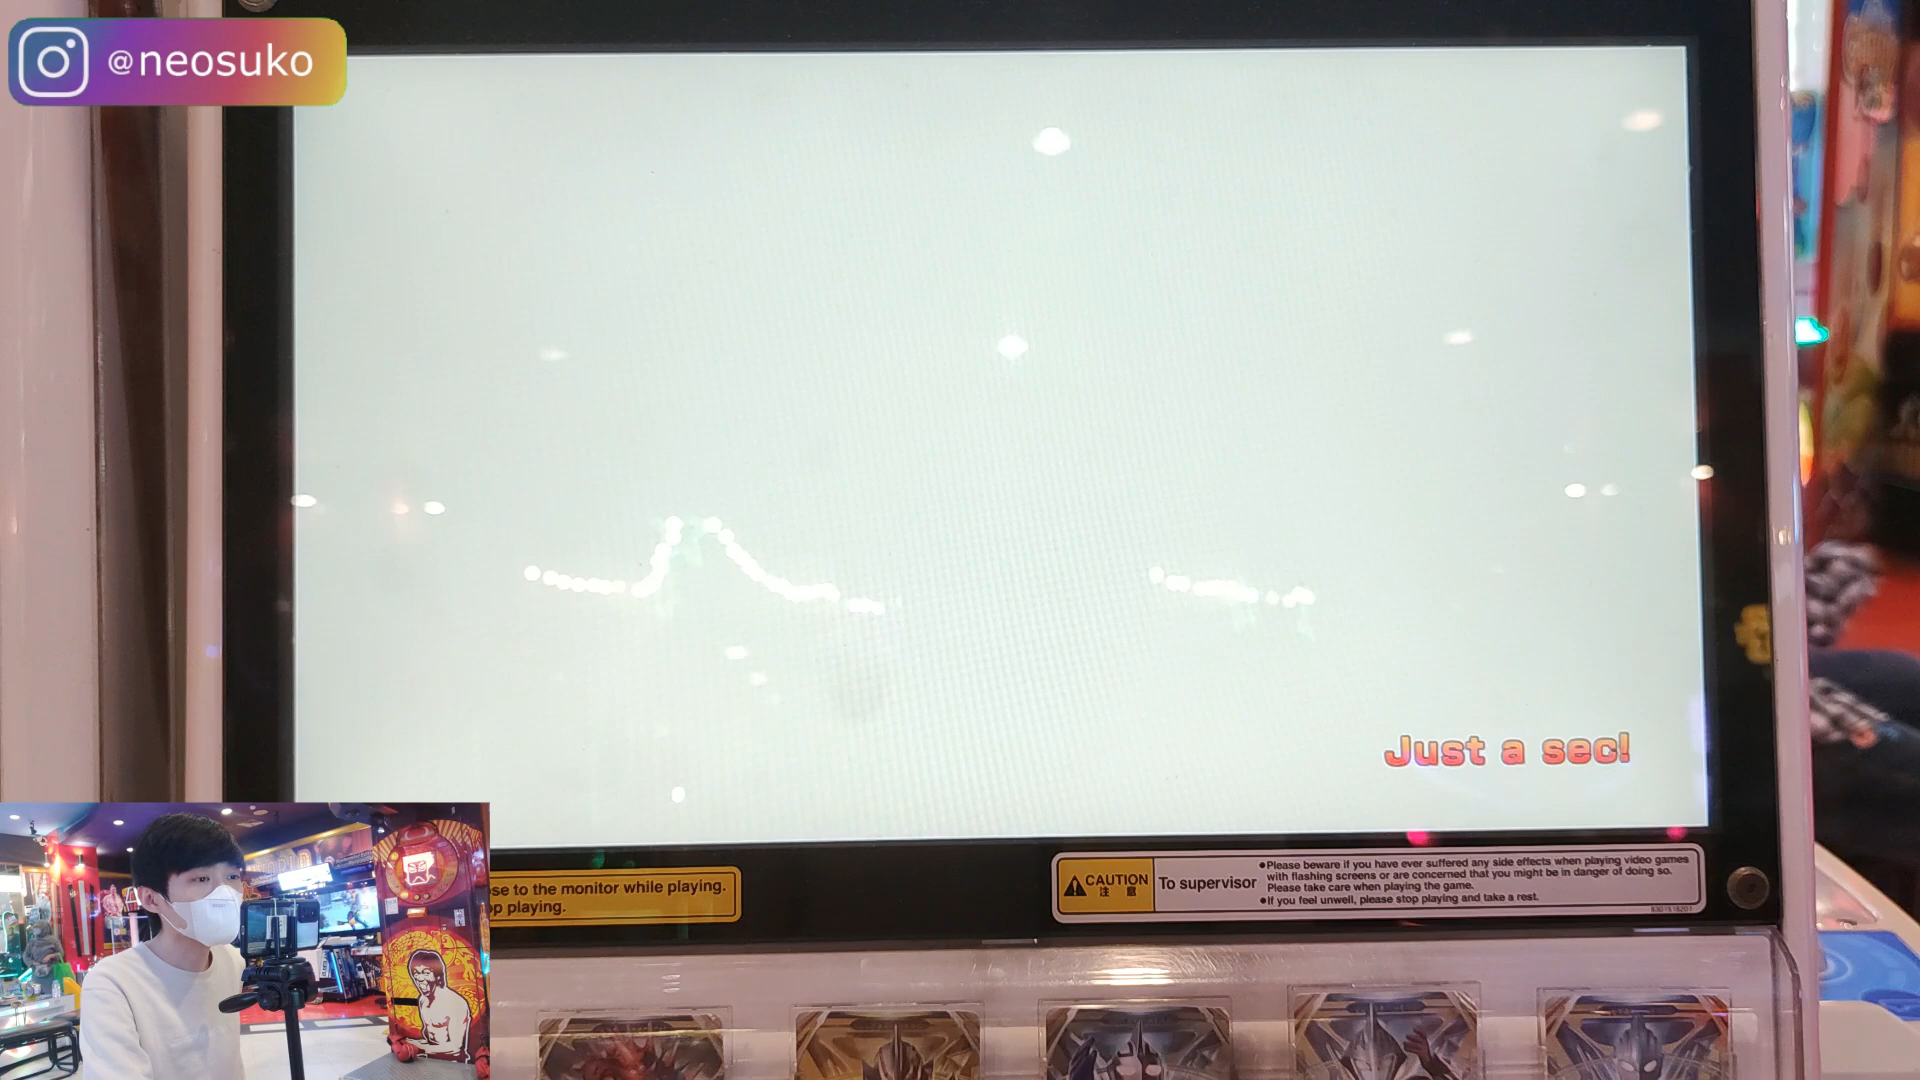 @neosuko
Just a sec!
se to the monitor while playing.
op playing.
CAUTION
注 意
To supervisor
●Please beware if you have ever suffered any side effects when playing video games
with flashing screens or are concerned that you might be in danger of doing so.
Please take care when playing the game.
●If you feel unwell, please stop playing and take a rest.